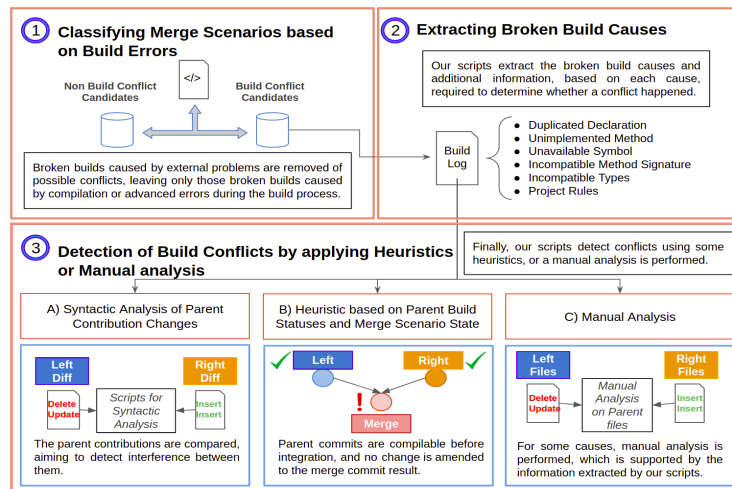 1
Classifying Merge Scenarios based
on Build Errors
</>
Non Build Conflict
Candidates
Build Conflict
Candidates
Broken builds caused by external problems are removed of
possible conflicts, leaving only those broken builds caused
by compilation or advanced errors during the build process.
2
Extracting Broken Build Causes
Our scripts extract the broken build causes and
additional information, based on each cause,
required to determine whether a conflict happened.
Build
Log
● Duplicated Declaration
● Unimplemented Method
● Unavailable Symbol
● Incompatible Method Signature
● Incompatible Types
● Project Rules
3
Detection of Build Conflicts by applying Heuristics
or Manual analysis
Finally, our scripts detect conflicts using some
heuristics, or a manual analysis is performed.
A) Syntactic Analysis of Parent
Contribution Changes
Left
Diff
Right
Diff
Delete
Update
Scripts for
Syntactic
Analysis
Insert
Insert
The parent contributions are compared,
aiming to detect interference between
them.
B) Heuristic based on Parent Build
Statuses and Merge Scenario State
Left
Right
!
Merge
Parent commits are compilable before
integration, and no change is amended
to the merge commit result.
C) Manual Analysis
Left
Files
Right
Files
Delete
Update
Manual
Analysis
on Parent
files
Insert
Insert
For some causes, manual analysis is
performed, which is supported by the
information extracted by our scripts.